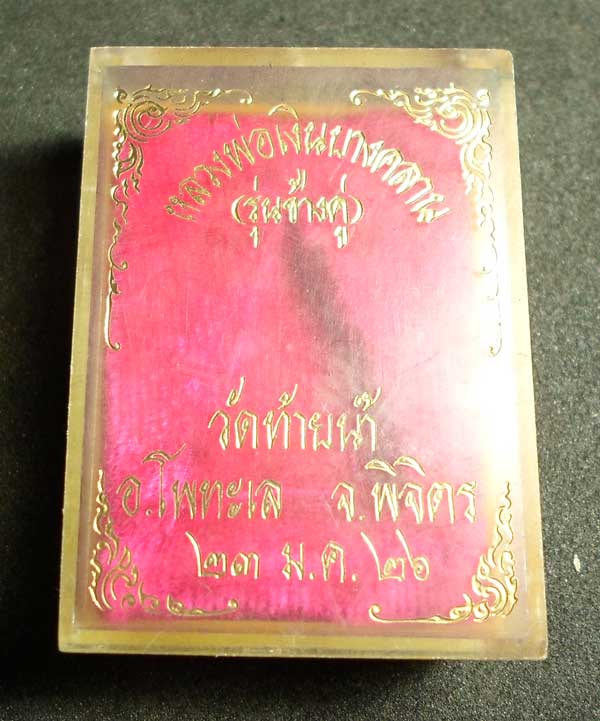 หลวงพ่อเงินบางคลาน
(รุ่นช้างคู่)
วัดท้ายน้ำ
อ.โพทะเล จ.พิจิตร
๒๓ ม.ค. ๒๖